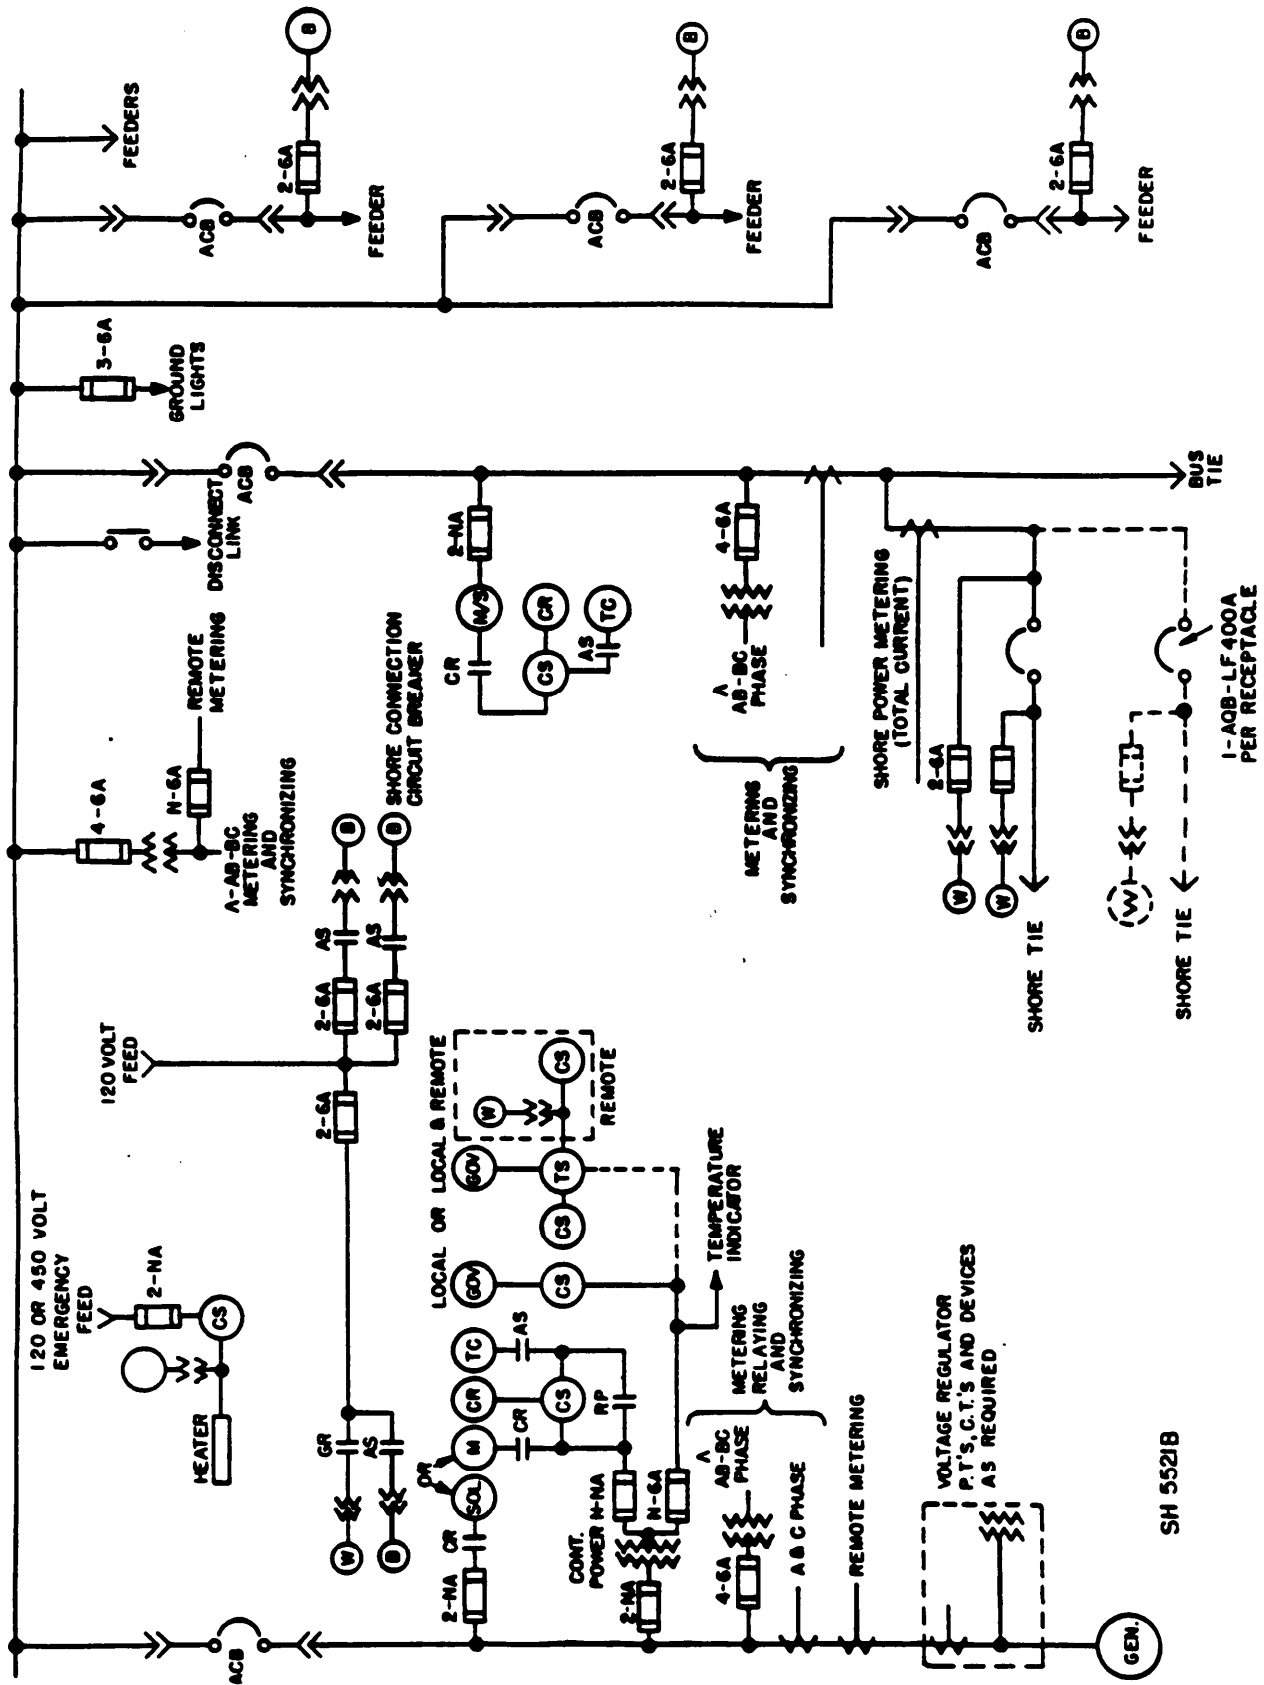 120 OR 450 VOLT
EMERGENCY
FEED
2-NA
CS
HEATER
120 VOLT
FEED
4-6A
N-6A
REMOTE
METERING
Λ-AB-BC
METERING
AND
SYNCHRONIZING
DISCONNECT
LINK
ACB
3-6A
GROUND
LIGHTS
FEEDERS
ACB
2-6A
B
FEEDER
ACB
2-6A
B
FEEDER
ACB
2-6A
B
FEEDER
ACB
GR
AS
W
B
2-6A
2-6A
AS
B
2-6A
AS
B
SHORE CONNECTION
CIRCUIT BREAKER
2-NA
CR
SOL
OR
M
CR
CR
TC
AS
CS
RP
LOCAL OR LOCAL & REMOTE
GOV
CS
GOV
CS
TS
W
CS
REMOTE
CONT.
POWER
2-NA
N-NA
N-6A
TEMPERATURE
INDICATOR
4-6A
Λ
AB-BC
PHASE
A & C PHASE
METERING
RELAYING
AND
SYNCHRONIZING
REMOTE METERING
VOLTAGE REGULATOR
P.T'S, C.T.'S AND DEVICES
AS REQUIRED
GEN.
2-NA
M/S
CR
CR
CS
AS
TC
4-6A
Λ
AB-BC
PHASE
METERING
AND
SYNCHRONIZING
BUS
TIE
SHORE POWER METERING
(TOTAL CURRENT)
2-6A
W
W
SHORE TIE
W
SHORE TIE
1-AQB-LF400A
PER RECEPTACLE
SH 5521B